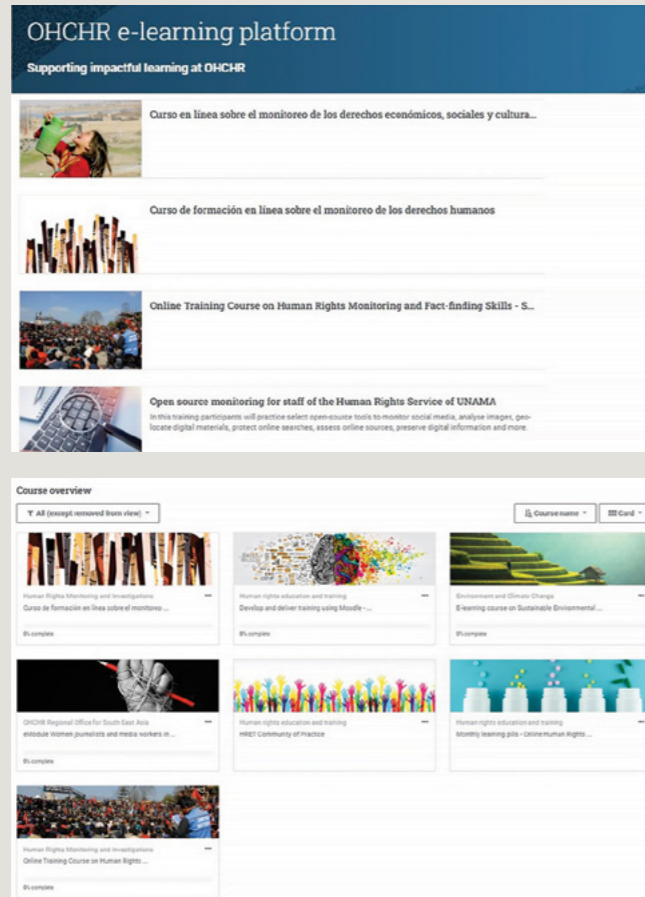 OHCHR e-learning platform
Supporting impactful learning at OHCHR
Curso en línea sobre el monitoreo de los derechos económicos, sociales y cultura...
Curso de formación en línea sobre el monitoreo de los derechos humanos
Online Training Course on Human Rights Monitoring and Fact-finding Skills - S...
Open source monitoring for staff of the Human Rights Service of UNAMA
In this training participants will practice select open-source tools to monitor social media, analyse images, geo-
locate digital materials, protect online searches, assess online sources, preserve digital information and more.
Course overview
All (except removed from view)
Course name
Card
Human Rights Monitoring and Investigations
Curso de formación en línea sobre el monitoreo ...
0% complete
Human rights education and training
Develop and deliver training using Moodle - ...
0% complete
Environment and Climate Change
E-learning course on Sustainable Environmental ...
0% complete
OHCHR Regional Office for South East Asia
eModule Women journalists and media workers in ...
0% complete
Human rights education and training
HRET Community of Practice
Human rights education and training
Monthly learning pills - Online Human Rights ...
Human Rights Monitoring and Investigations
Online Training Course on Human Rights ...
0% complete